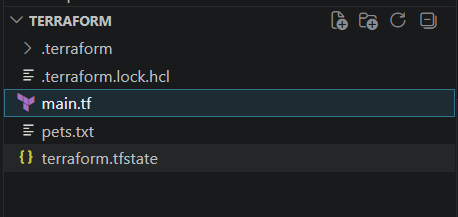 TERRAFORM
.terraform
.terraform.lock.hcl
main.tf
pets.txt
{} terraform.tfstate